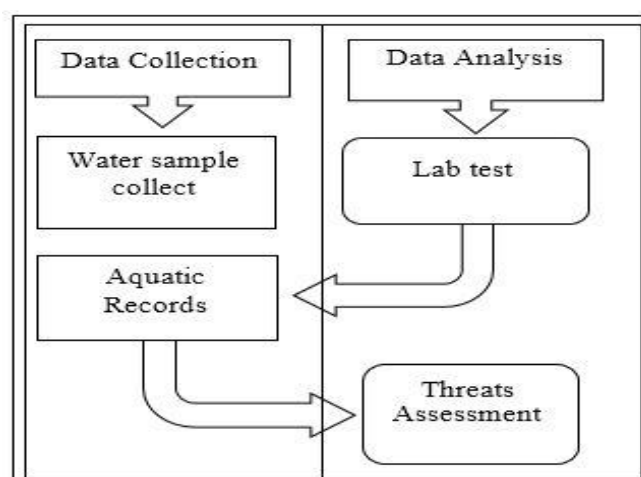 Data Collection
Data Analysis
Water sample
collect
Lab test
Aquatic
Records
Threats
Assessment